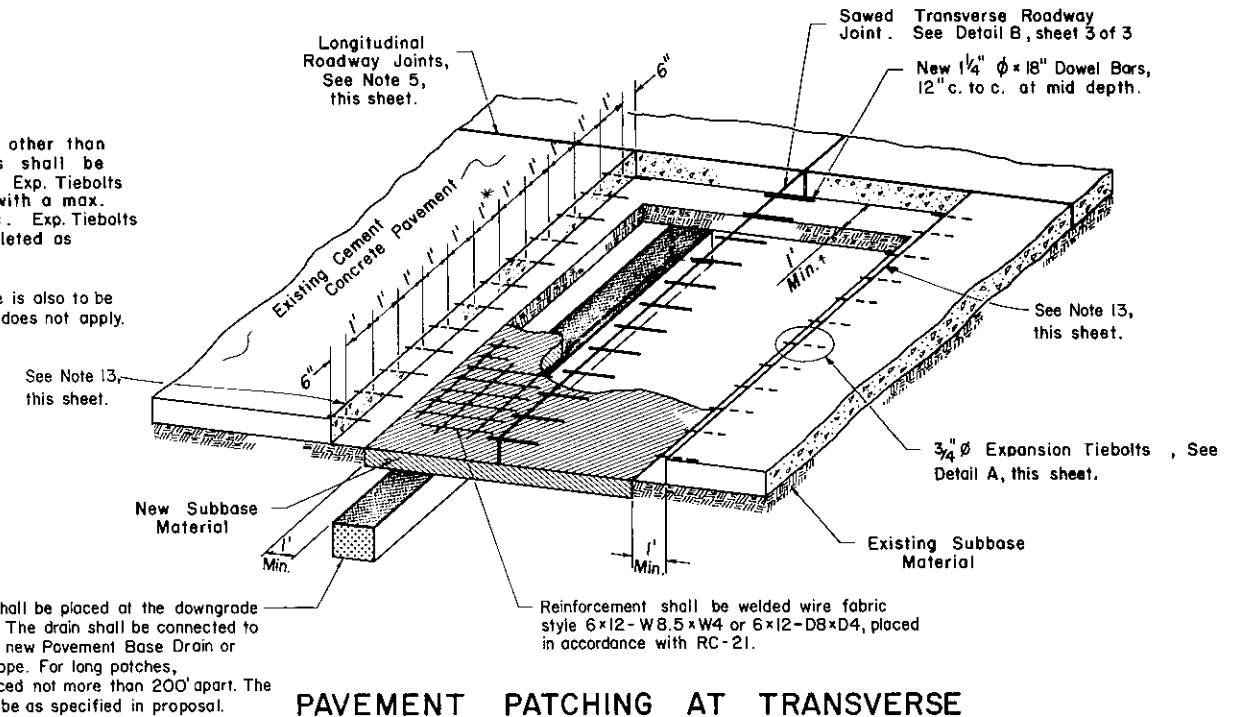 Sawed Transverse Roadway
Joint. See Detail B, sheet 3 of 3
Longitudinal
Roadway Joints,
See Note 5,
this sheet.
New 1 1/4" ϕ x 18" Dowel Bars,
12" c. to c. at mid depth.
6"
1'
1'
1'
1'
1'*
1'
1'
1'
1'
6"
other than
s shall be
Exp. Tiebolts
with a max.
. Exp. Tiebolts
leted as
e is also to be
does not apply.
Existing Cement
Concrete Pavement
1'
Min.+
See Note 13,
this sheet.
See Note 13,
this sheet.
3/4" Ø Expansion Tiebolts , See
Detail A, this sheet.
New Subbase
Material
1'
Min.
1'
Min.
Existing Subbase
Material
hall be placed at the downgrade
The drain shall be connected to
new Pavement Base Drain or
ope. For long patches,
ced not more than 200' apart. The
be as specified in proposal.
Reinforcement shall be welded wire fabric
style 6x12-W8.5xW4 or 6x12-D8xD4, placed
in accordance with RC-21.
PAVEMENT PATCHING AT TRANSVERSE